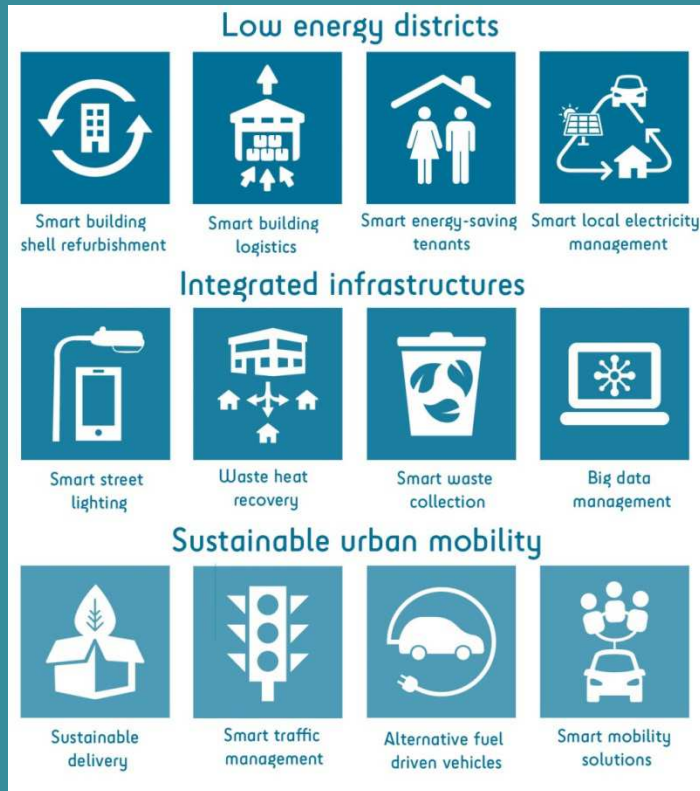 Low energy districts
Smart building
shell refurbishment
Smart building
logistics
Smart energy-saving
tenants
Smart local electricity
management
Integrated infrastructures
Smart street
lighting
Waste heat
recovery
Smart waste
collection
Big data
management
Sustainable urban mobility
Sustainable
delivery
Smart traffic
management
Alternative fuel
driven vehicles
Smart mobility
solutions